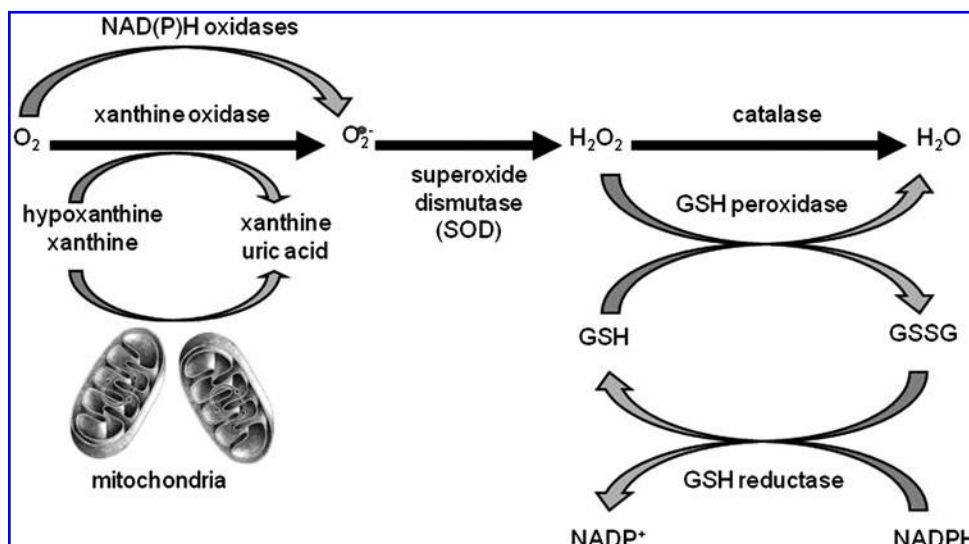 NAD(P)H oxidases
xanthine oxidase
O₂
O₂•-
H₂O₂
catalase
H₂O
superoxide
dismutase
(SOD)
hypoxanthine
xanthine
xanthine
uric acid
GSH peroxidase
GSH
GSSG
mitochondria
GSH reductase
NADP⁺
NADPH